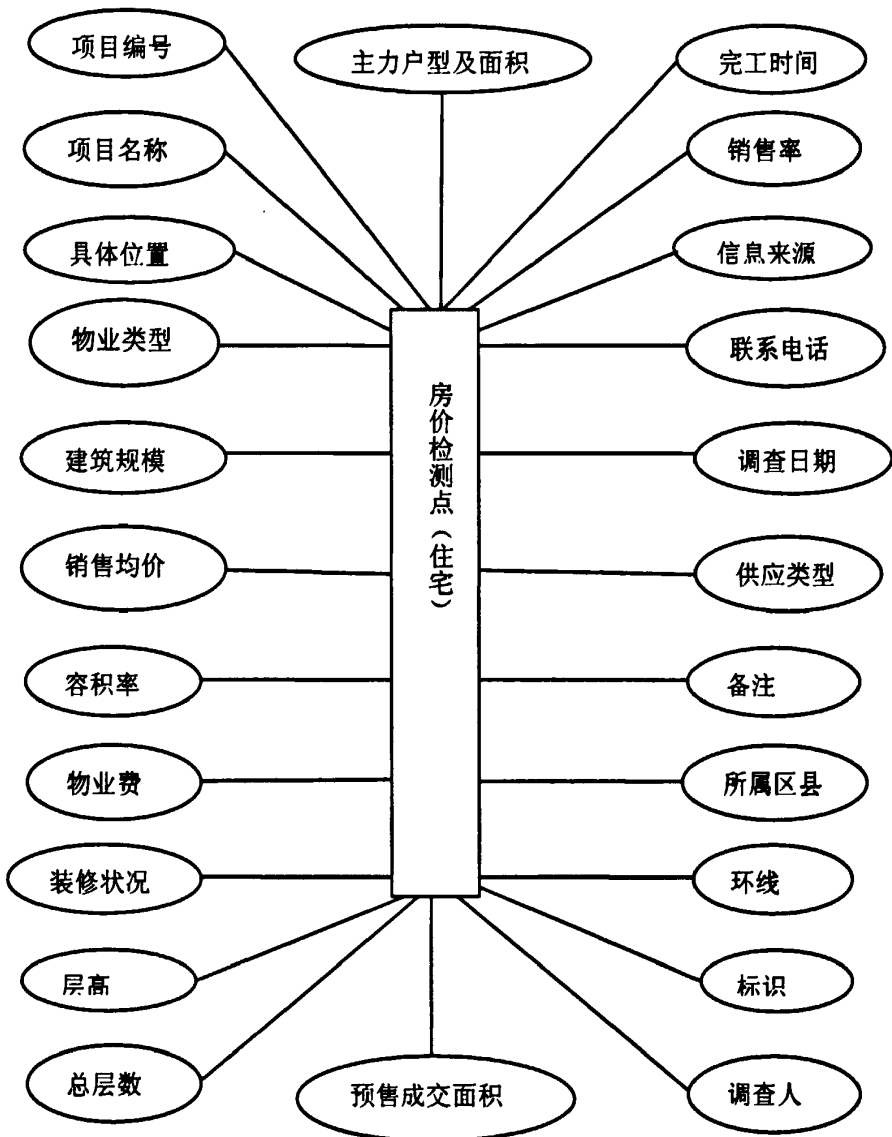 项目编号
主力户型及面积
完工时间
项目名称
销售率
具体位置
信息来源
物业类型
联系电话
房价检测点（住宅）
建筑规模
调查日期
销售均价
供应类型
容积率
备注
物业费
所属区县
装修状况
环线
层高
标识
总层数
预售成交面积
调查人